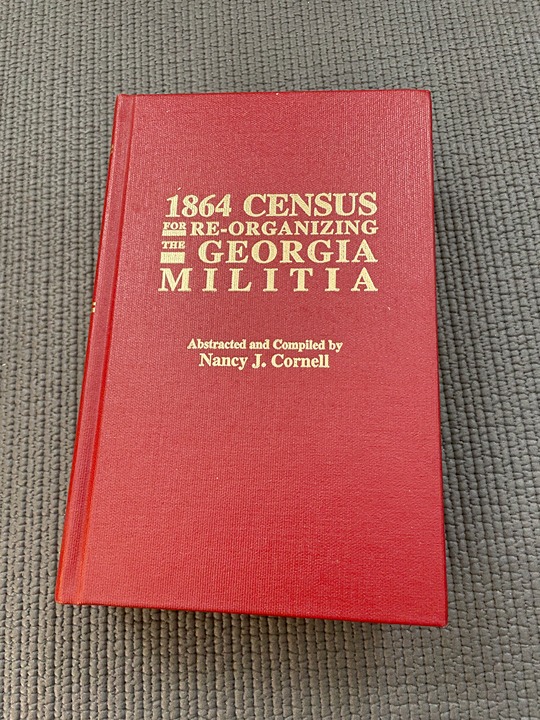 1864 CENSUS
FOR RE-ORGANIZING
THE GEORGIA
MILITIA
Abstracted and Compiled by
Nancy J. Cornell